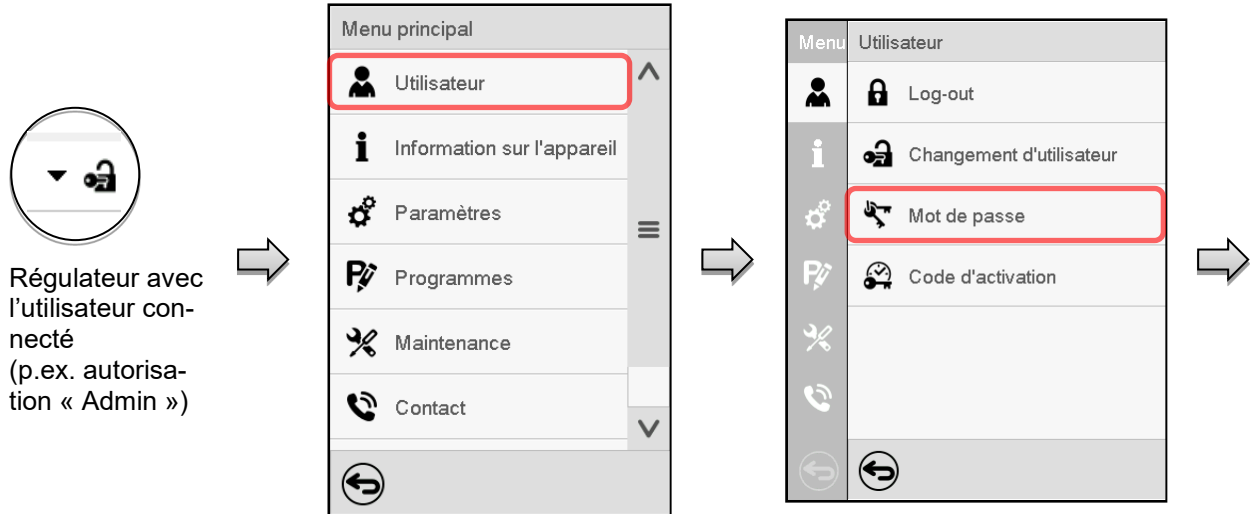 Régulateur avec
l'utilisateur con-
necté
(p.ex. autorisa-
tion « Admin »)
Menu principal
Utilisateur
Information sur l'appareil
Paramètres
Programmes
Maintenance
Contact
Menu
Utilisateur
Log-out
Changement d'utilisateur
Mot de passe
Code d'activation